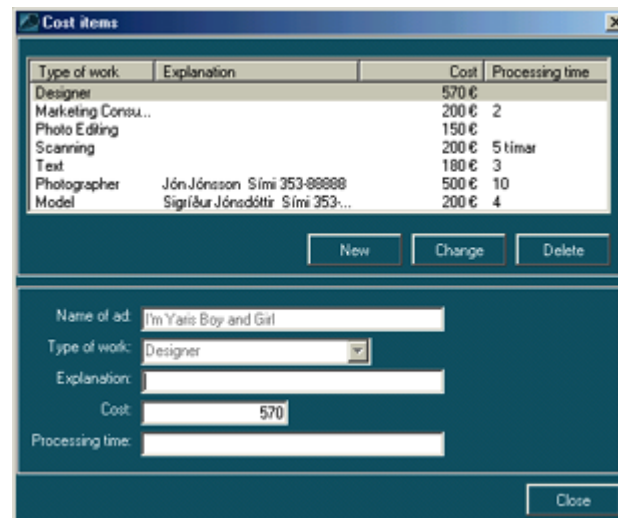 Cost items
Type of work Explanation Cost Processing time
Designer 570 €
Marketing Consu... 200 € 2
Photo Editing 150 €
Scanning 200 € 5 tímar
Text 180 € 3
Photographer Jón Jónsson Sími 353-88888 500 € 10
Model Sigríður Jónsdóttir Sími 353-... 200 € 4
New Change Delete
Name of ad: I'm Yaris Boy and Girl
Type of work: Designer
Explanation:
Cost: 570
Processing time:
Close